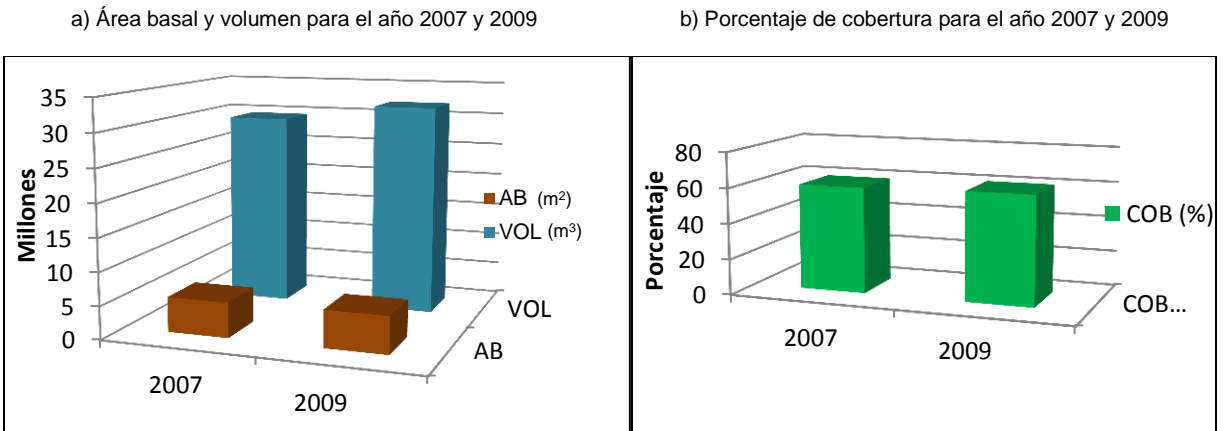 a) Área basal y volumen para el año 2007 y 2009
b) Porcentaje de cobertura para el año 2007 y 2009
Millones
35
30
25
20
15
10
5
0
2007
2009
AB
VOL
AB (m²)
VOL (m³)
Porcentaje
80
60
40
20
0
2007
2009
COB...
COB (%)